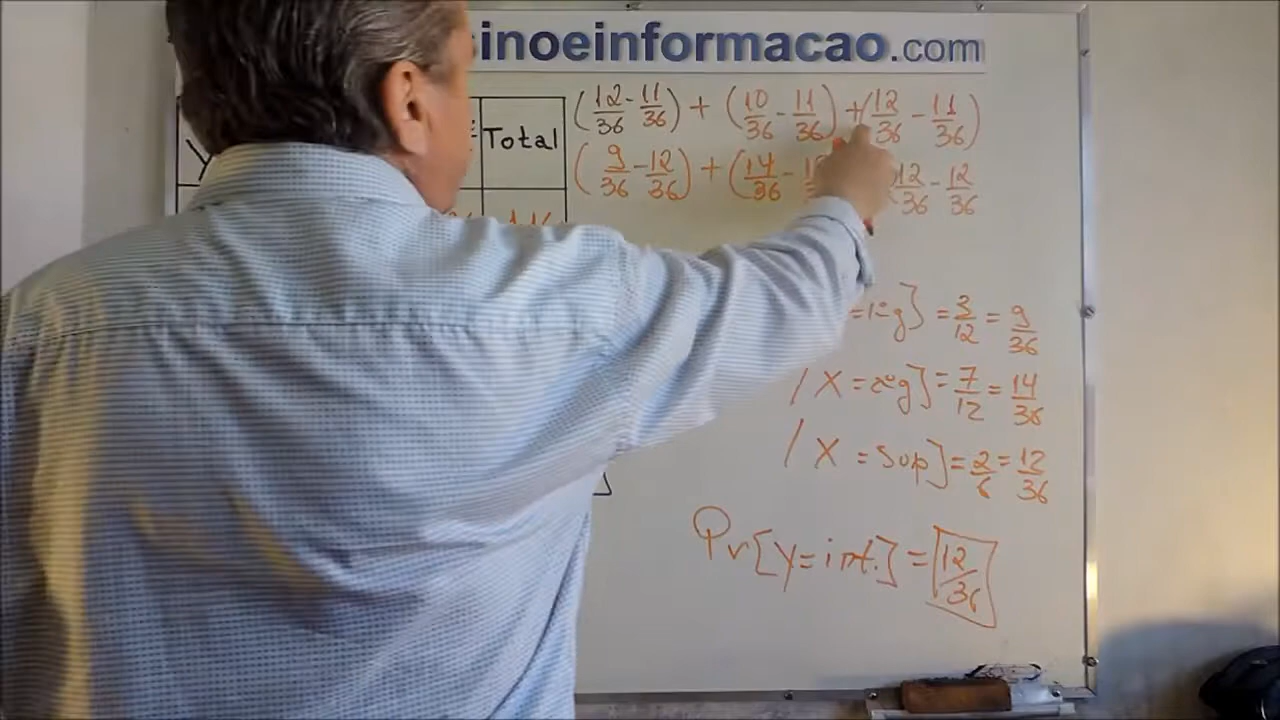 inoeinformacao.com
Y Total (12/36 - 11/36) + (10/36 - 11/36) + (12/36 - 11/36)
(9/36 - 12/36) + (14/36 - 12/36 - 12/36
= 1ºg] = 3/12 = 9/36
/ X = 2ºg] = 7/12 = 14/36
/ X = Sup] = 2/6 = 12/36
Pr[Y = int.] = 12/36